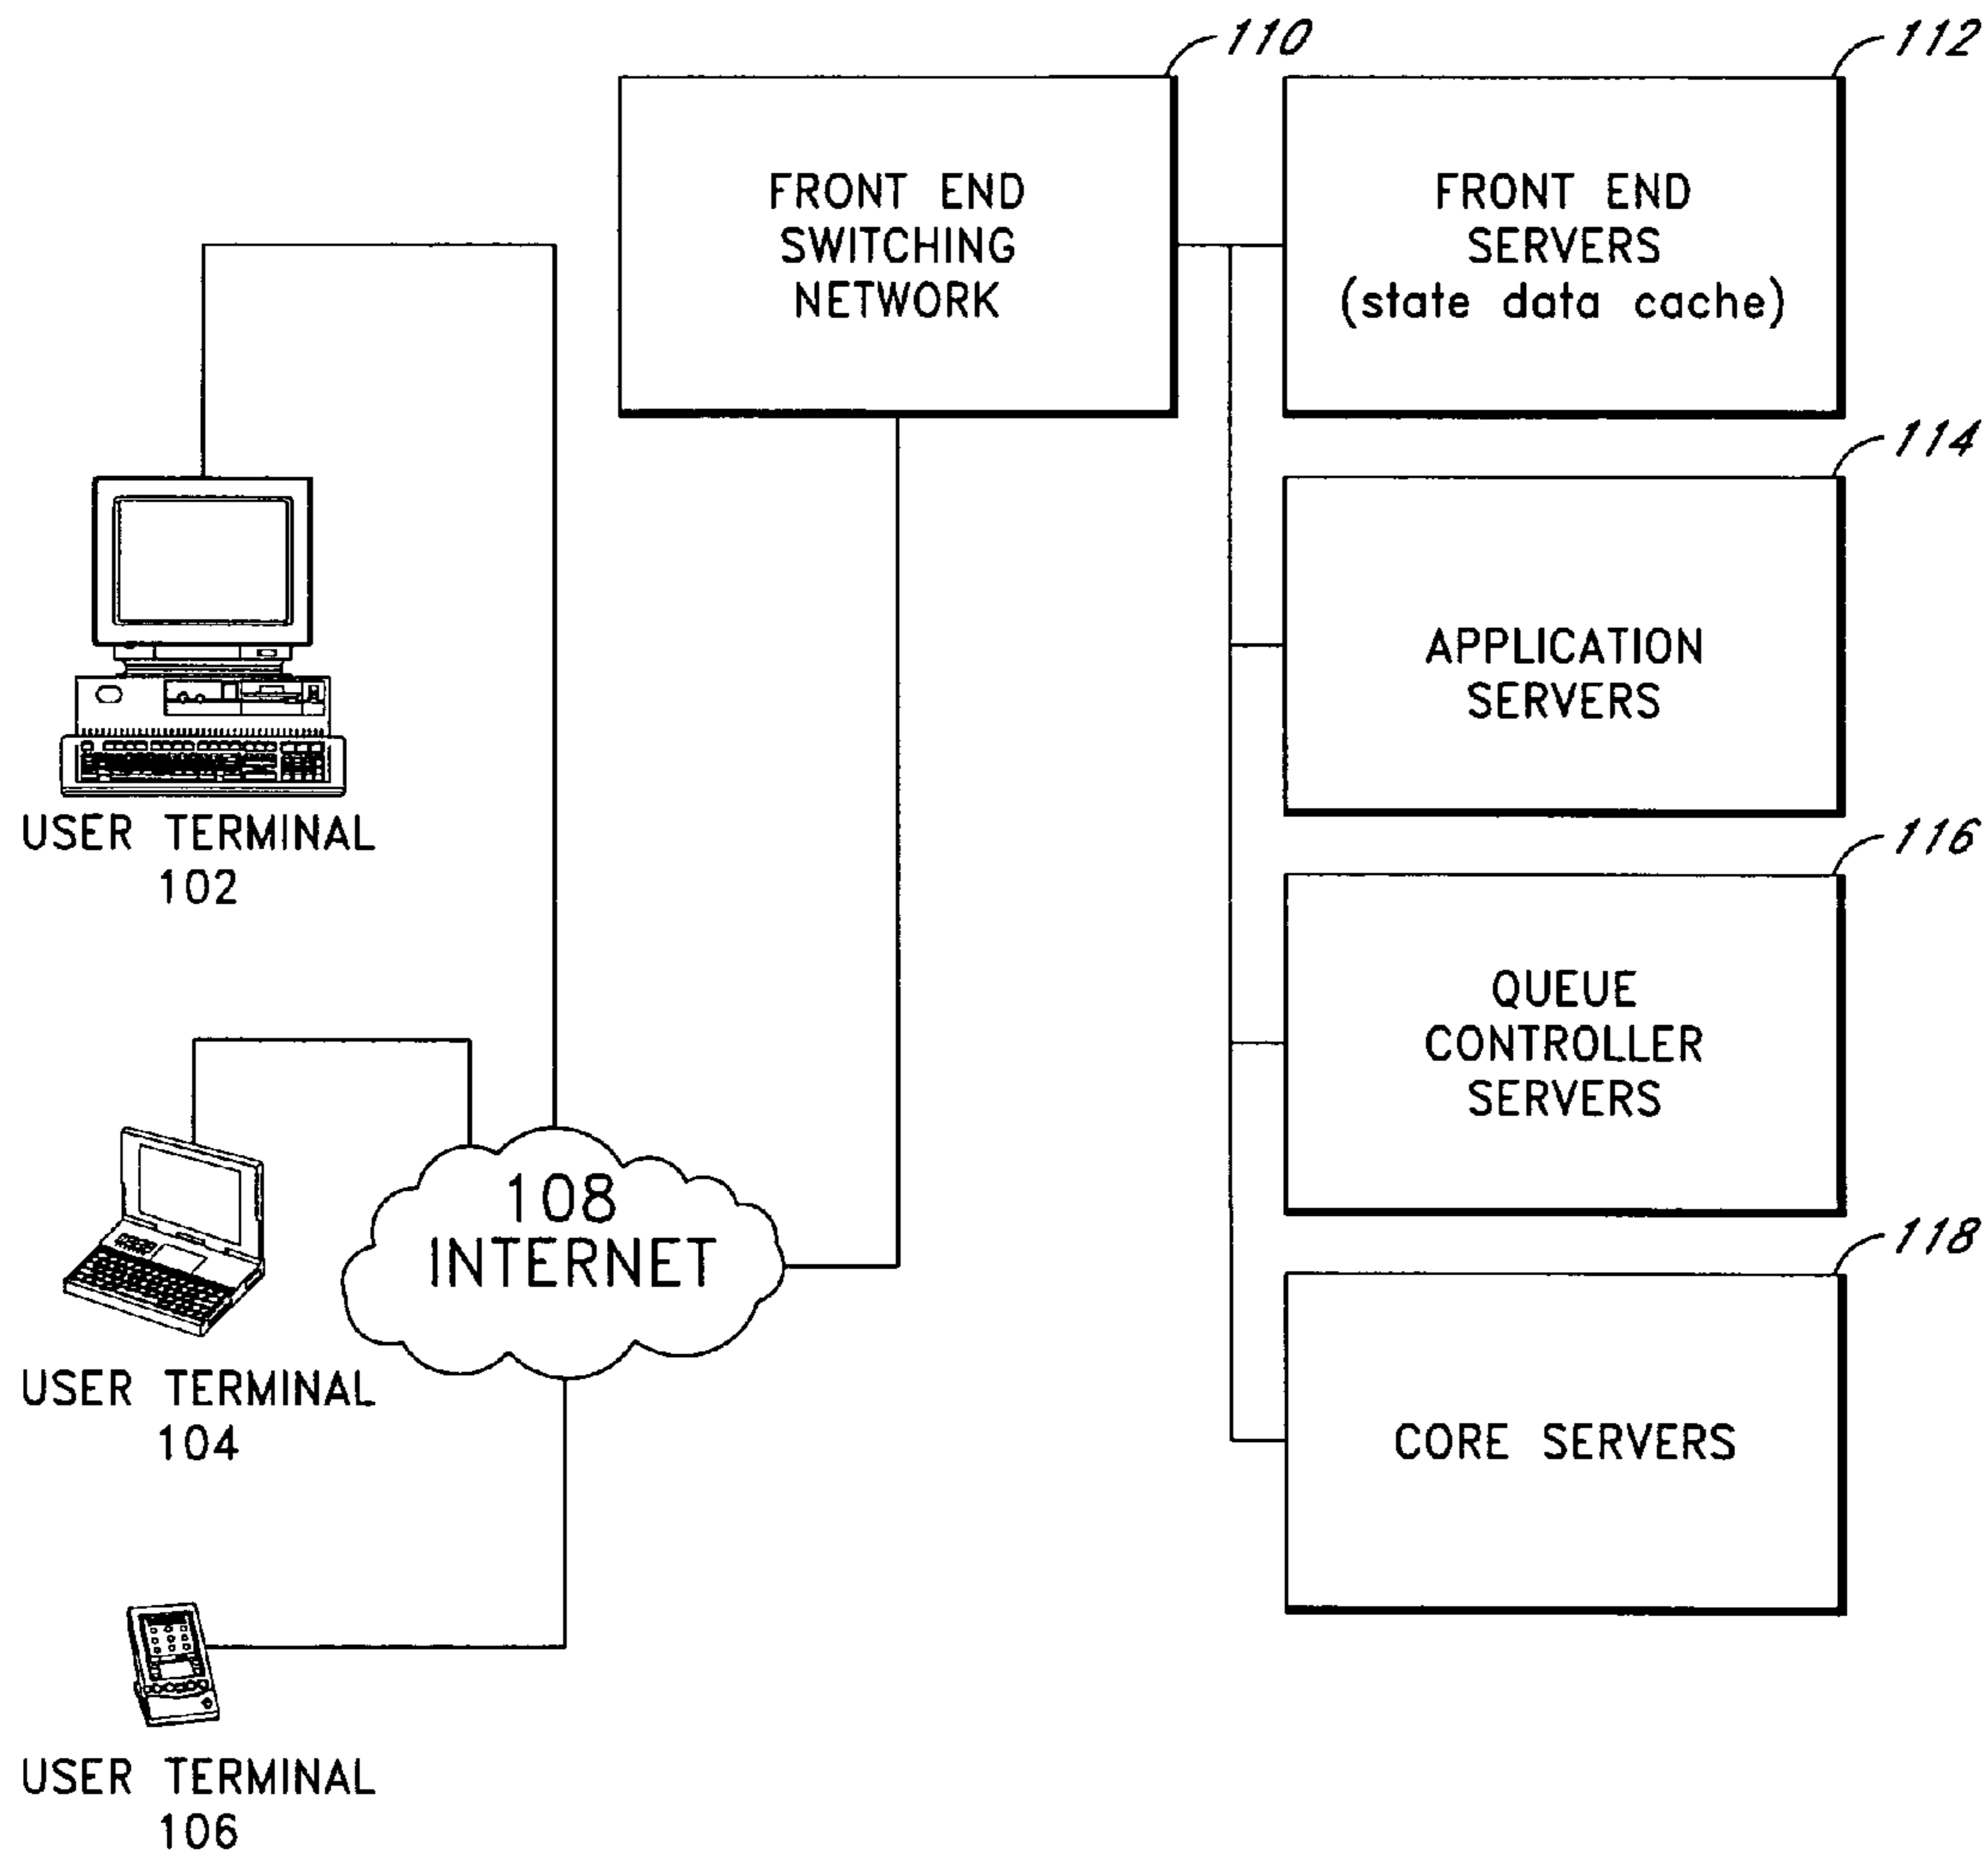 110
112
FRONT END
SWITCHING
NETWORK
FRONT END
SERVERS
(state data cache)
114
APPLICATION
SERVERS
USER TERMINAL
102
116
QUEUE
CONTROLLER
SERVERS
108
INTERNET
118
USER TERMINAL
104
CORE SERVERS
USER TERMINAL
106